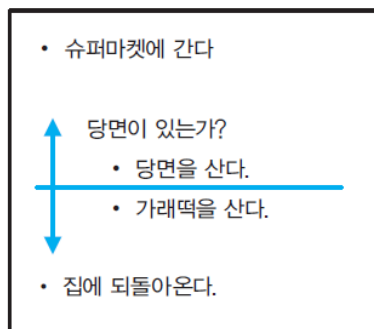 • 슈퍼마켓에 간다
당면이 있는가?
• 당면을 산다.
• 가래떡을 산다.
• 집에 되돌아온다.